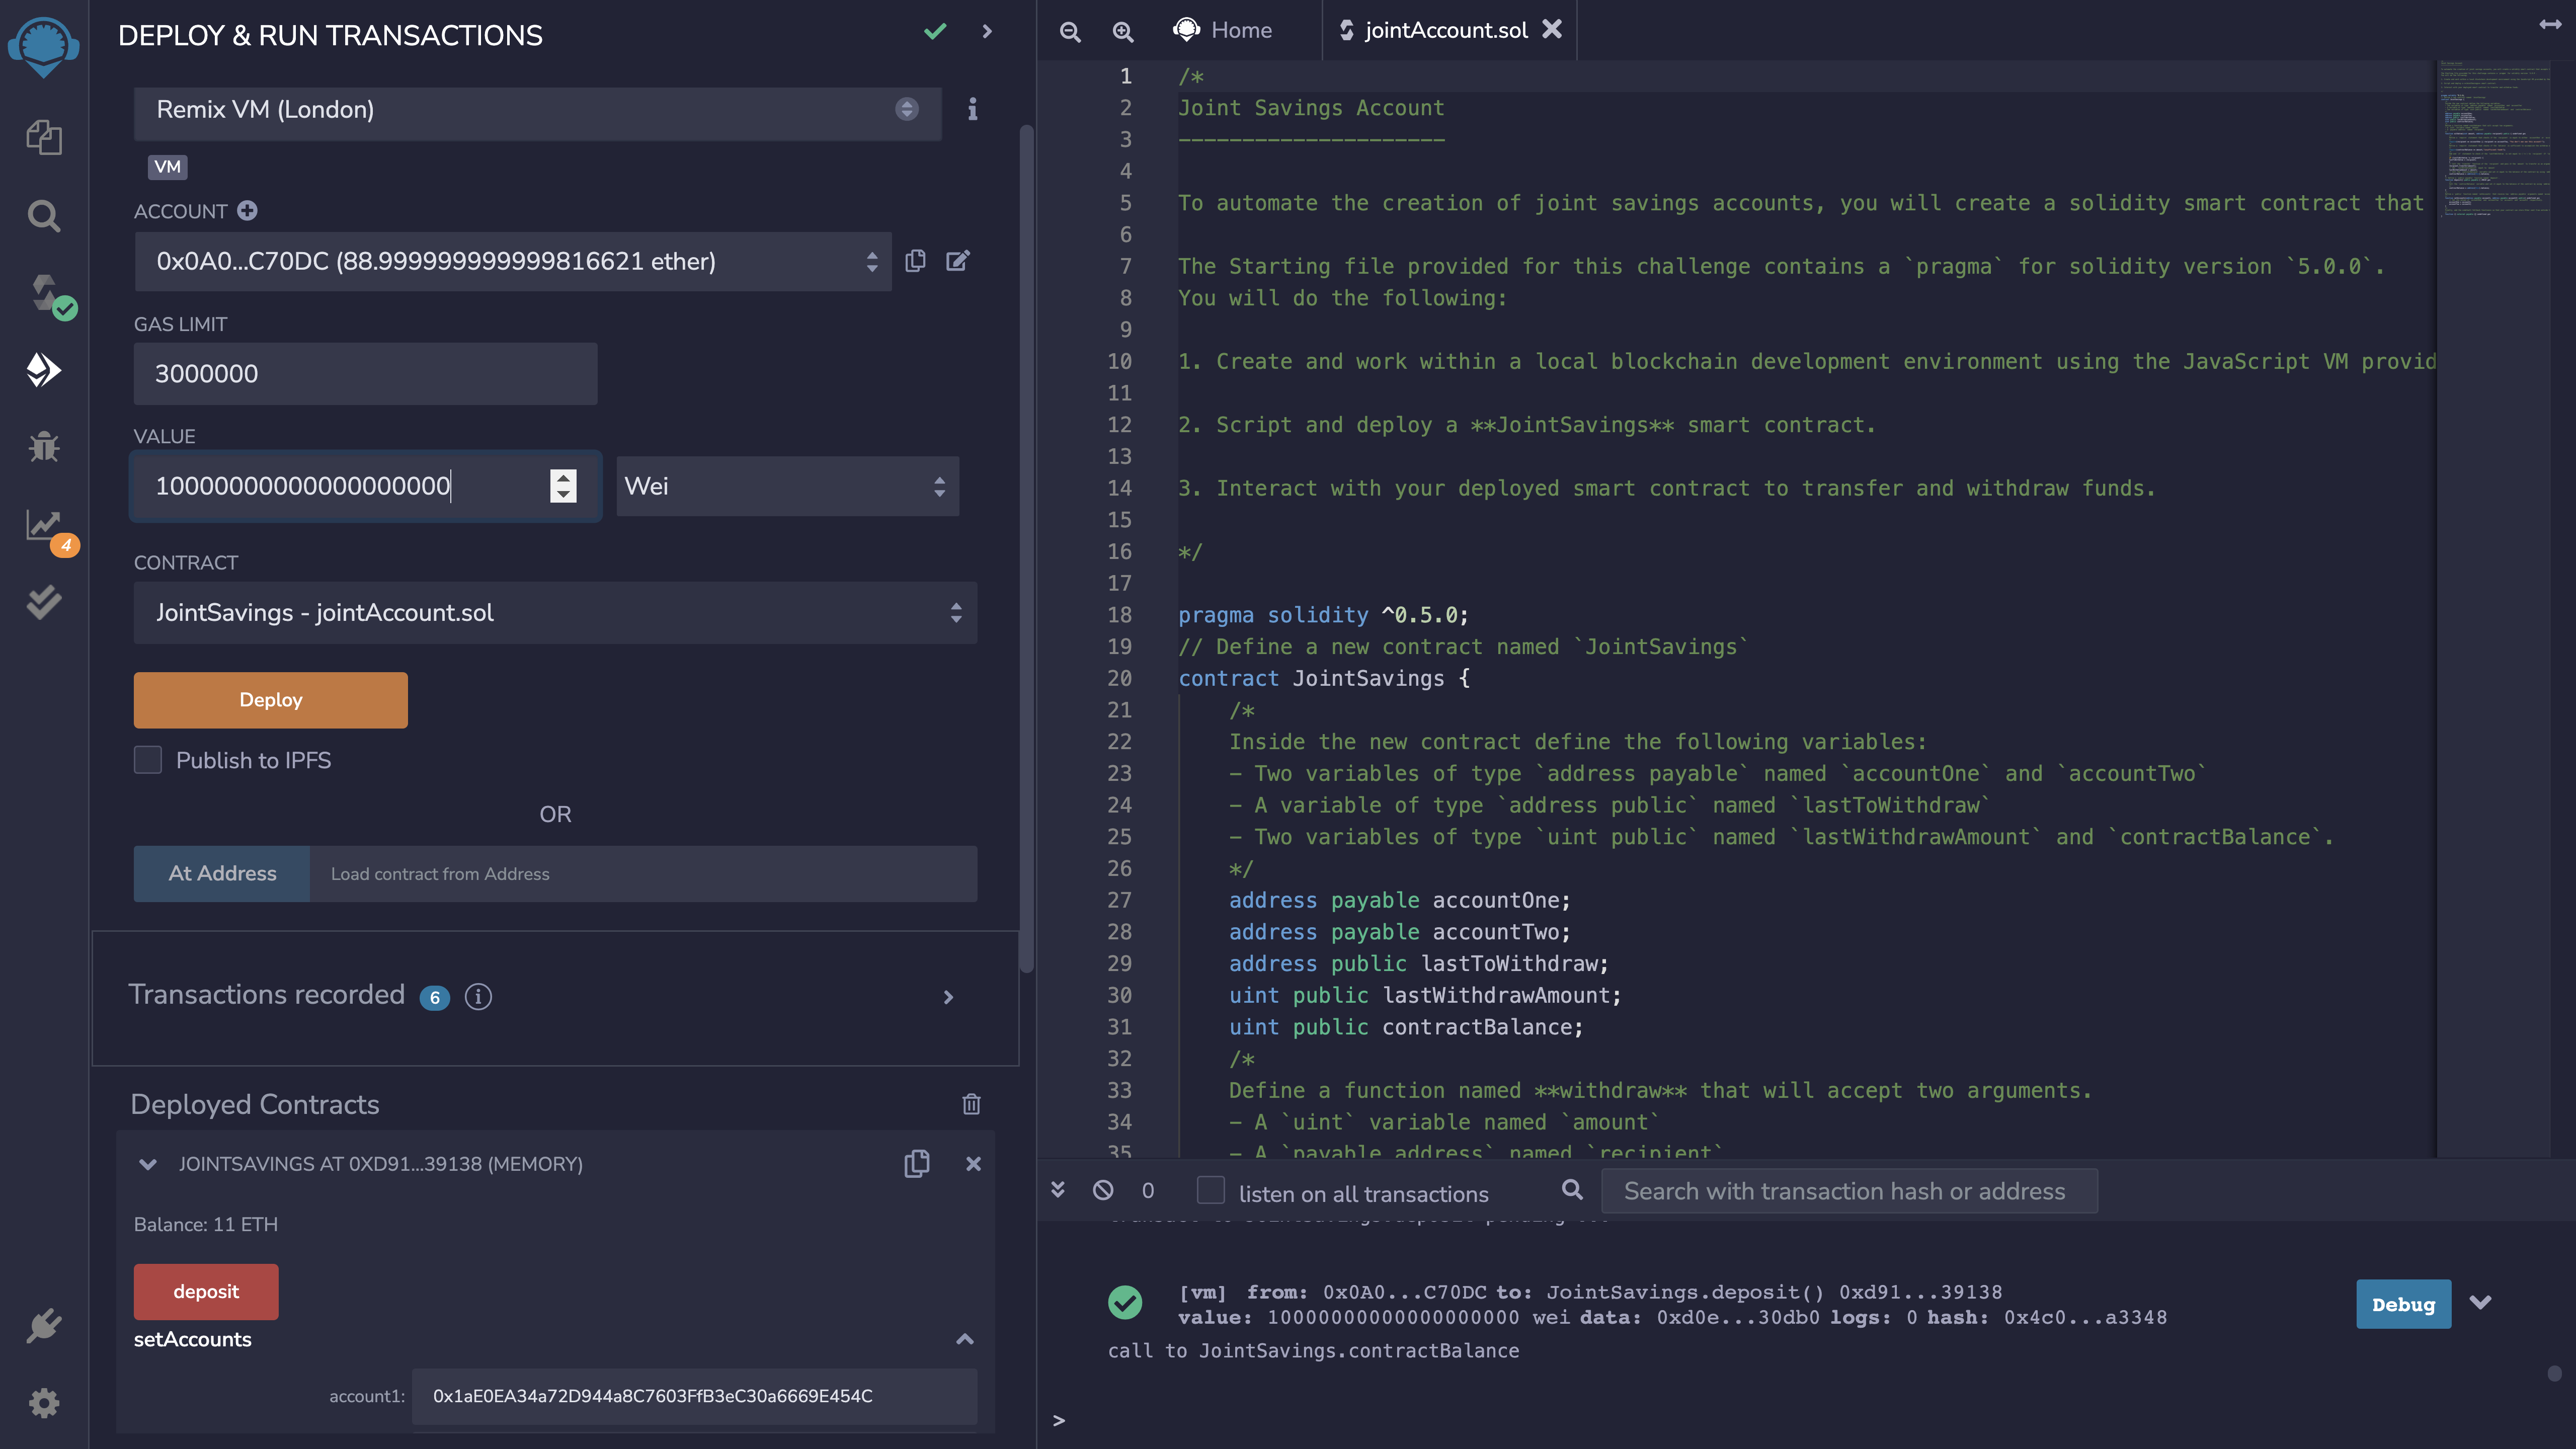 DEPLOY & RUN TRANSACTIONS
Remix VM (London)
VM
ACCOUNT
0x0A0...C70DC (88.999999999999816621 ether)
GAS LIMIT
3000000
VALUE
10000000000000000000
Wei
CONTRACT
JointSavings - jointAccount.sol
Deploy
Publish to IPFS
OR
At Address
Load contract from Address
Transactions recorded 6
Deployed Contracts
JOINTSAVINGS AT 0XD91...39138 (MEMORY)
Balance: 11 ETH
deposit
setAccounts
account1: 0x1aE0EA34a72D944a8C7603FfB3eC30a6669E454C
4
Home
jointAccount.sol
1 /*
2 Joint Savings Account
3 ---------------------
4
5 To automate the creation of joint savings accounts, you will create a solidity smart contract that
6
7 The Starting file provided for this challenge contains a `pragma` for solidity version `5.0.0`.
8 You will do the following:
9
10 1. Create and work within a local blockchain development environment using the JavaScript VM provid
11
12 2. Script and deploy a **JointSavings** smart contract.
13
14 3. Interact with your deployed smart contract to transfer and withdraw funds.
15
16 */
17
18 pragma solidity ^0.5.0;
19 // Define a new contract named `JointSavings`
20 contract JointSavings {
21 /*
22 Inside the new contract define the following variables:
23 - Two variables of type `address payable` named `accountOne` and `accountTwo`
24 - A variable of type `address public` named `lastToWithdraw`
25 - Two variables of type `uint public` named `lastWithdrawAmount` and `contractBalance`.
26 */
27 address payable accountOne;
28 address payable accountTwo;
29 address public lastToWithdraw;
30 uint public lastWithdrawAmount;
31 uint public contractBalance;
32 /*
33 Define a function named **withdraw** that will accept two arguments.
34 - A `uint` variable named `amount`
35 - A `payable address` named `recipient`
0
listen on all transactions
Search with transaction hash or address
[vm] from: 0x0A0...C70DC to: JointSavings.deposit() 0xd91...39138
value: 10000000000000000000 wei data: 0xd0e...30db0 logs: 0 hash: 0x4c0...a3348
Debug
call to JointSavings.contractBalance
>